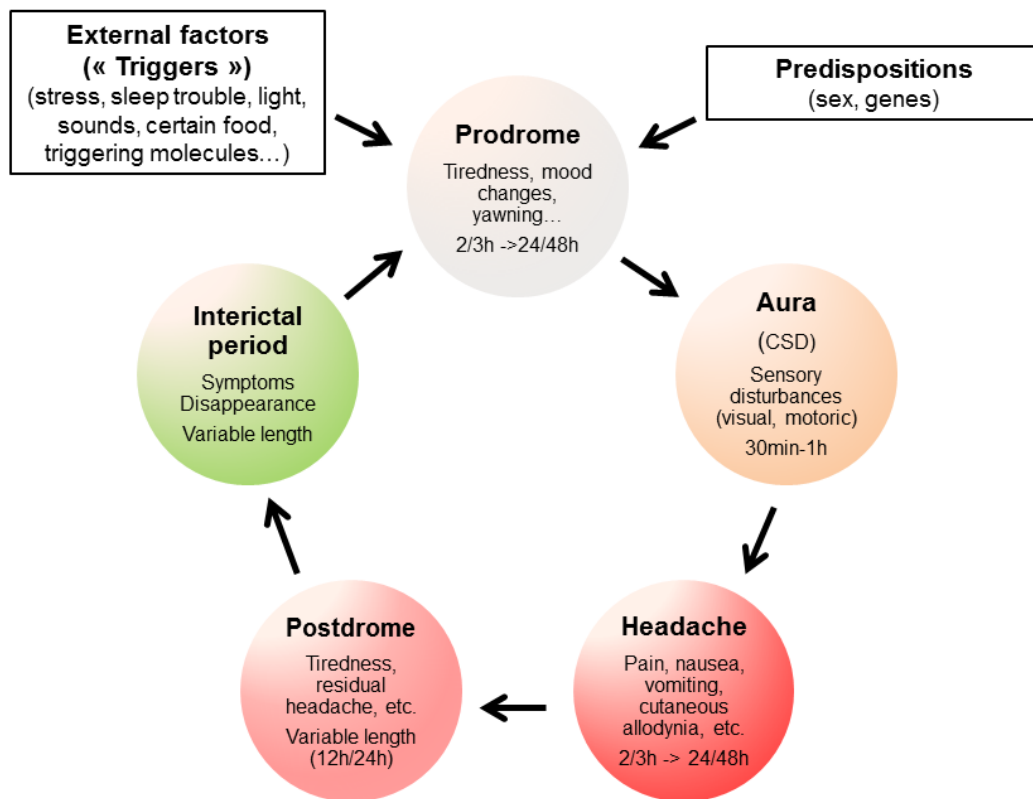 External factors
(« Triggers »)
(stress, sleep trouble, light,
sounds, certain food,
triggering molecules…)
Predispositions
(sex, genes)
Prodrome
Tiredness, mood
changes,
yawning…
2/3h ->24/48h
Aura
(CSD)
Sensory
disturbances
(visual, motoric)
30min-1h
Headache
Pain, nausea,
vomiting,
cutaneous
allodynia, etc.
2/3h -> 24/48h
Postdrome
Tiredness,
residual
headache, etc.
Variable length
(12h/24h)
Interictal
period
Symptoms
Disappearance
Variable length